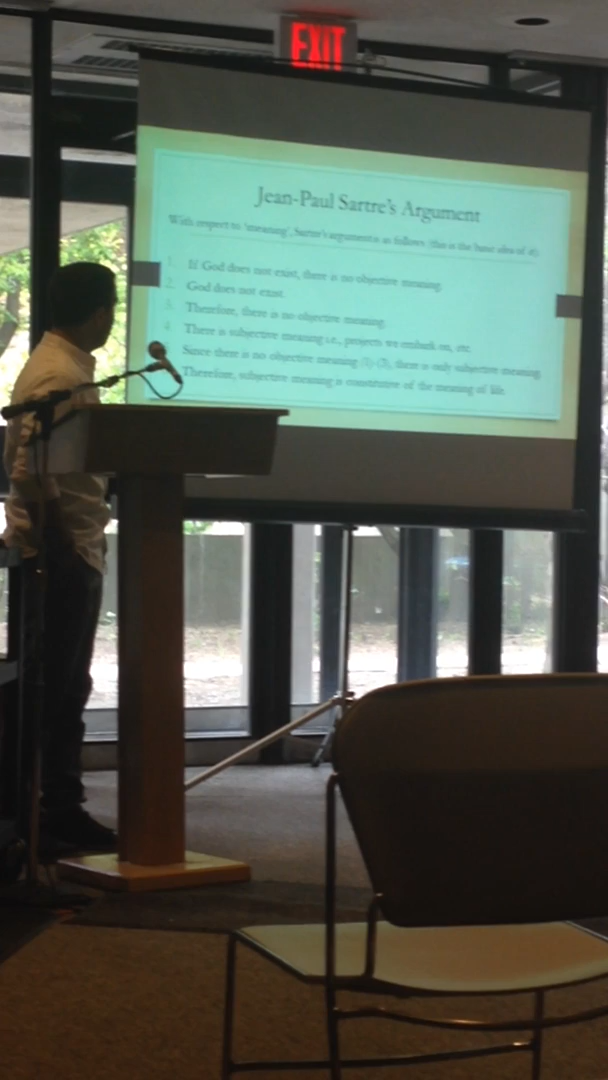 EXIT
Jean-Paul Sartre's Argument
With respect to 'meaning', Sartre's argument is as follows (this is the basic idea of it):
1. If God does not exist, there is no objective meaning.
2. God does not exist.
3. Therefore, there is no objective meaning.
4. There is subjective meaning i.e., projects we embark on, etc.
Since there is no objective meaning (1)-(3), there is only subjective meaning.
Therefore, subjective meaning is constitutive of the meaning of life.